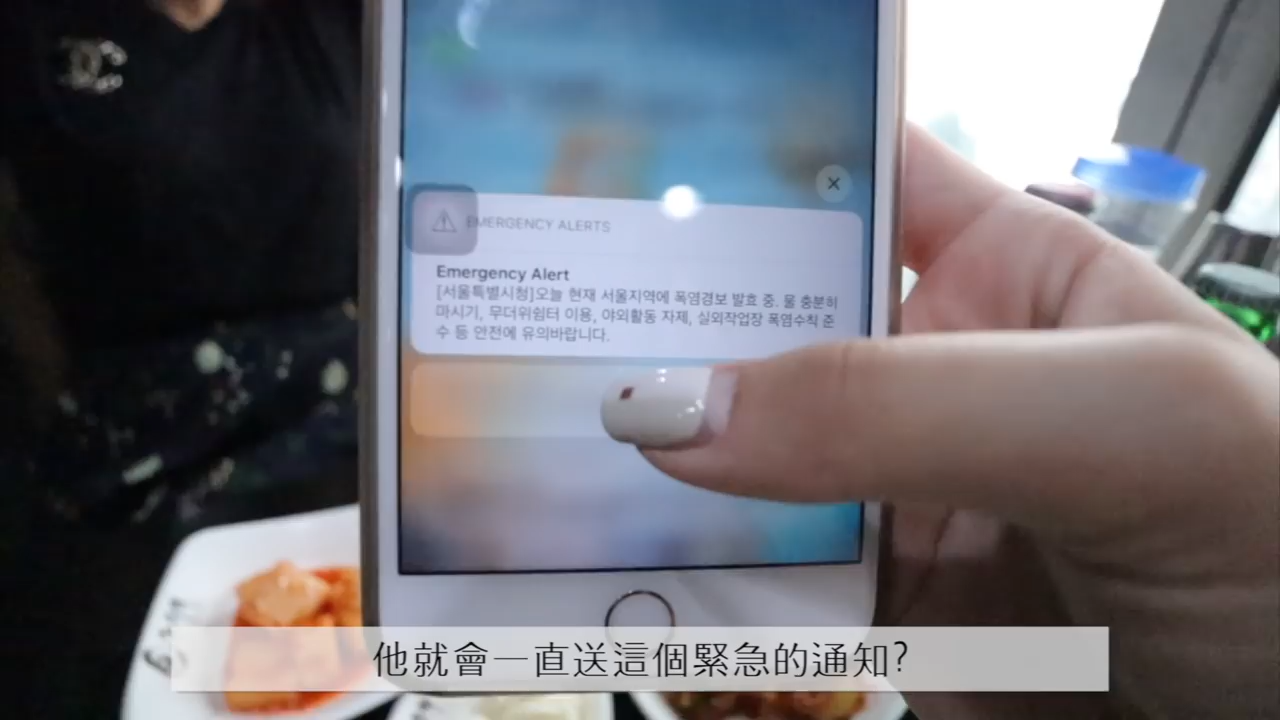 EMERGENCY ALERTS
Emergency Alert
[서울특별시청]오늘 현재 서울지역에 폭염경보 발효 중. 물 충분히
마시기, 무더위쉼터 이용, 야외활동 자제, 실외작업장 폭염수칙 준
수 등 안전에 유의바랍니다.
他就會一直送這個緊急的通知?